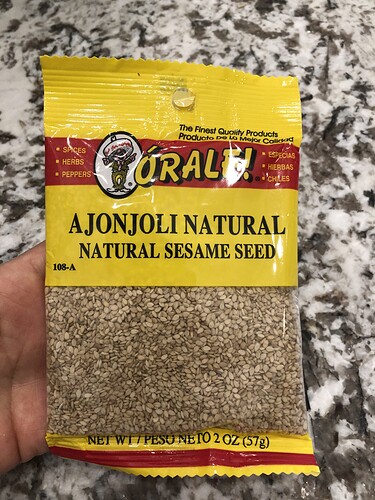 The Finest Quality Products
Producto De La Mejor Calidad
• SPICES
• HERBS
• PEPPERS
ÓRALE!
• ESPECIAS
• HIERBAS
• CHILES
AJONJOLI NATURAL
NATURAL SESAME SEED
108-A
NET WT / PESO NETO 2 OZ (57g)